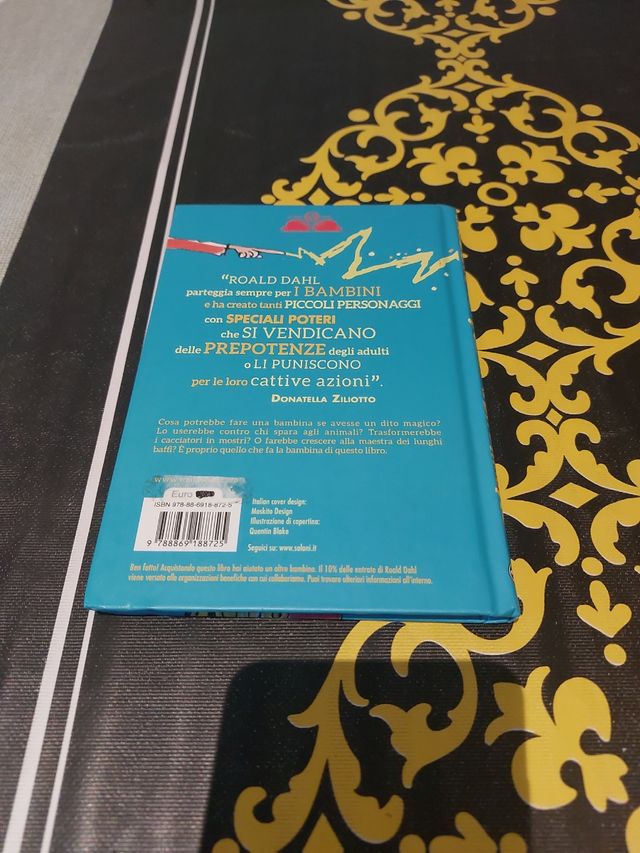 “ROALD DAHL
parteggia sempre per I BAMBINI
e ha creato tanti PICCOLI PERSONAGGI
con SPECIALI POTERI
che SI VENDICANO
delle PREPOTENZE degli adulti
o LI PUNISCONO
per le loro cattive azioni”.
DONATELLA ZILIOTTO
Cosa potrebbe fare una bambina se avesse un dito magico?
Lo userebbe contro chi spara agli animali? Trasformerebbe
i cacciatori in mostri? O farebbe crescere alla maestra dei lunghi
baffi? È proprio quello che fa la bambina di questo libro.
Euro
ISBN 978-88-6918-872-5
9 788869 188725
Italian cover design:
Moskito Design
Illustrazione di copertina:
Quentin Blake
Seguici su: www.salani.it
Ben fatto! Acquistando questo libro hai aiutato un altro bambino. Il 10% delle entrate di Roald Dahl
viene versato alle organizzazioni benefiche con cui collaboriamo. Puoi trovare ulteriori informazioni all'interno.